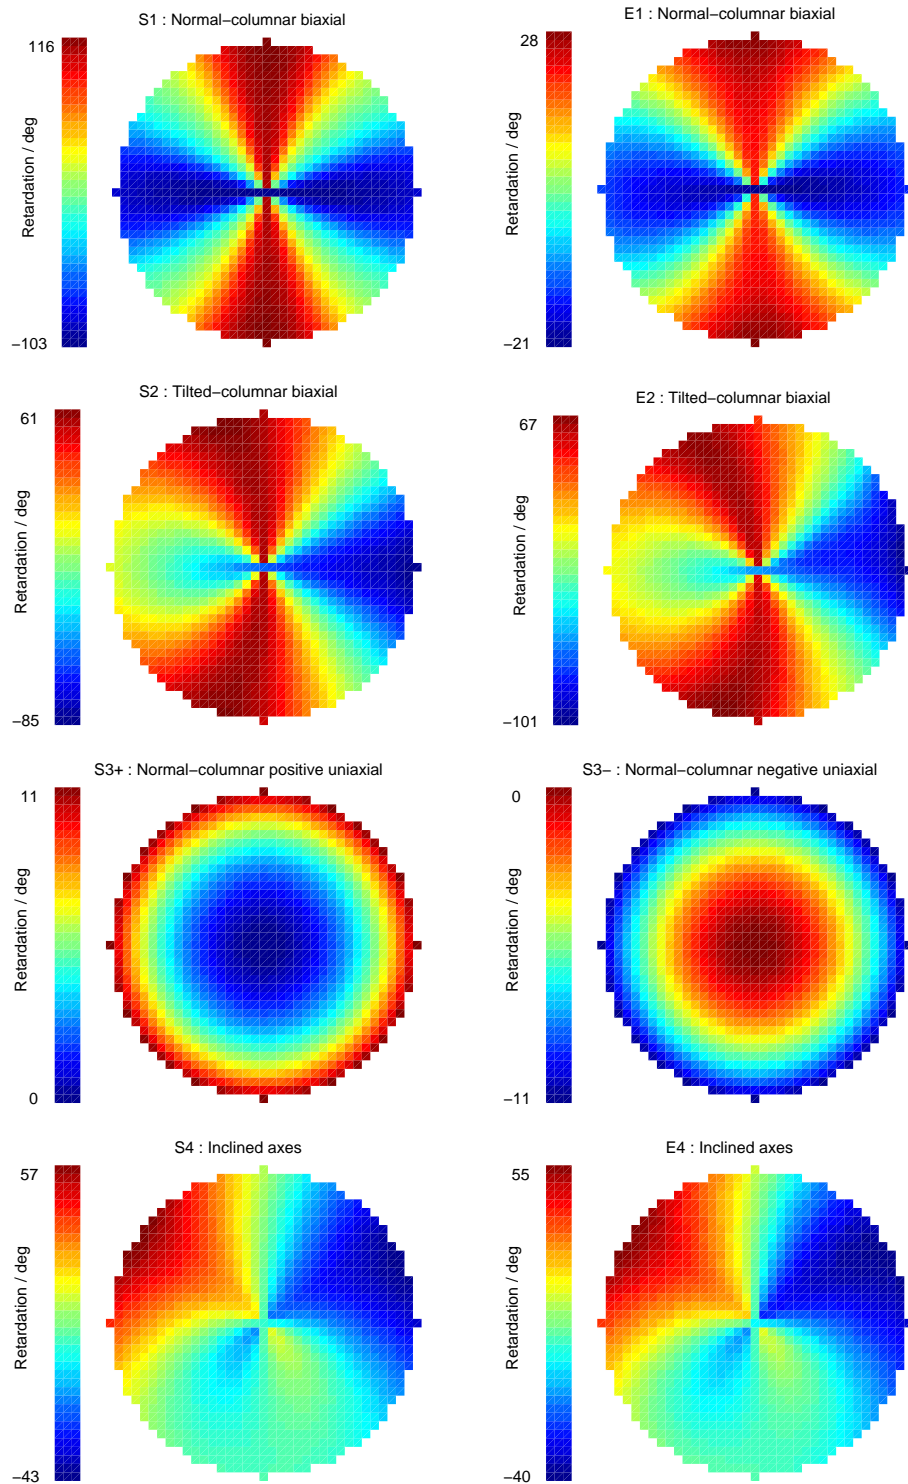 S1 : Normal−columnar biaxial
116
Retardation / deg
−103
E1 : Normal−columnar biaxial
28
Retardation / deg
−21
S2 : Tilted−columnar biaxial
61
Retardation / deg
−85
E2 : Tilted−columnar biaxial
67
Retardation / deg
−101
S3+ : Normal−columnar positive uniaxial
11
Retardation / deg
0
S3− : Normal−columnar negative uniaxial
0
Retardation / deg
−11
S4 : Inclined axes
57
Retardation / deg
−43
E4 : Inclined axes
55
Retardation / deg
−40